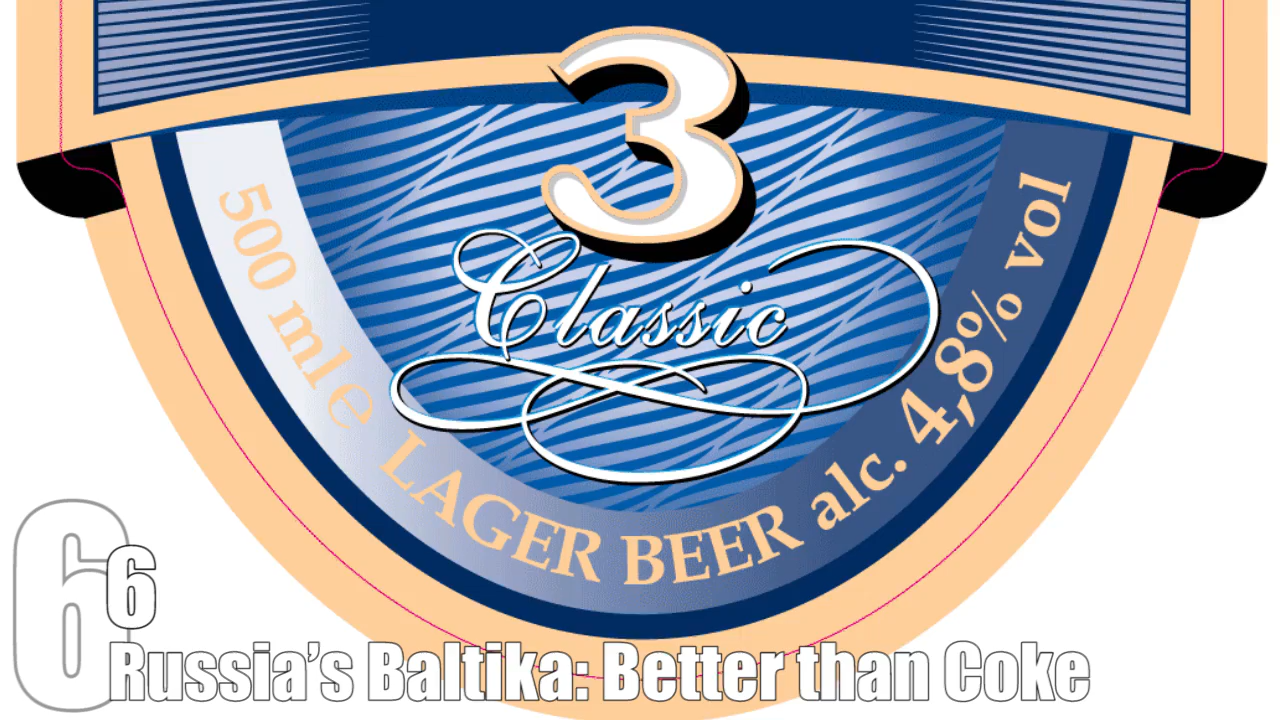 3
Classic
500 ml e LAGER BEER alc. 4,8% vol
6
6
Russia's Baltika: Better than Coke